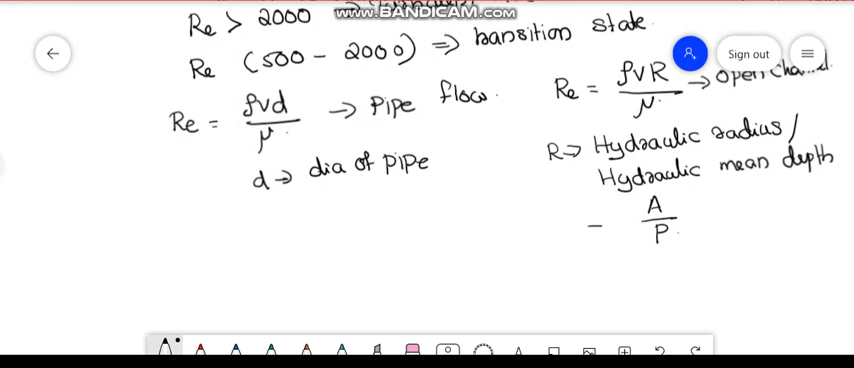 Re > 2000 ⇒
www.BANDICAM.com
Re (500 - 2000) ⇒ transition state
Sign out
Re = ρvd/μ → Pipe flow.
Re = ρVR/μ → open channel.
d → dia of pipe
R → Hydraulic radius /
Hydraulic mean depth
- A/P.